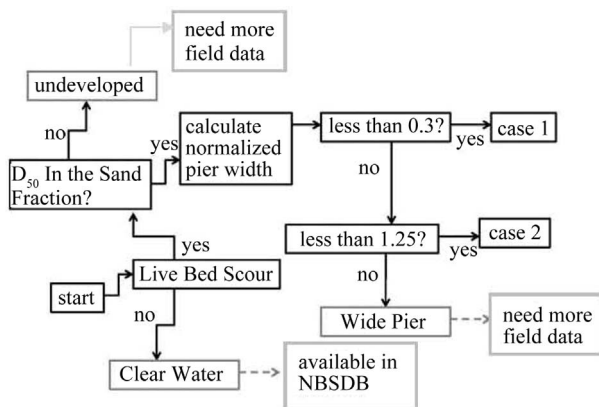 need more
field data
undeveloped
no
yes
calculate
normalized
pier width
less than 0.3?
yes
case 1
D50 In the Sand
Fraction?
no
less than 1.25?
yes
case 2
yes
Live Bed Scour
start
no
no
Wide Pier
need more
field data
Clear Water
available in
NBSDB